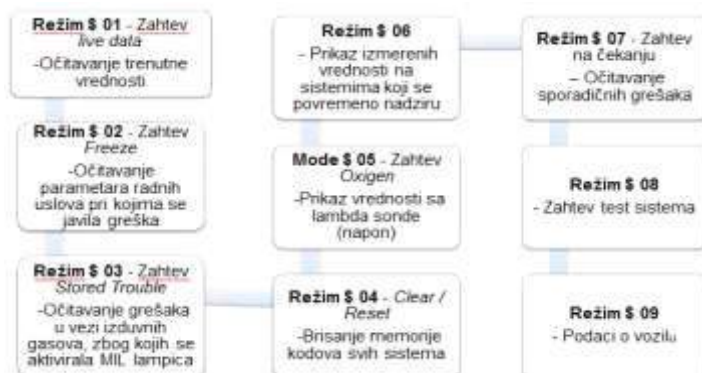 Režim $ 01 - Zahtev
live data
-Očitavanje trenutne
vrednosti
Režim $ 02 - Zahtev
Freeze
-Očitavanje
parametara radnih
uslova pri kojima se
javila greška
Režim $ 03 - Zahtev
Stored Trouble
-Očitavanje grešaka
u vezi izduvnih
gasova, zbog kojih se
aktivirala MIL lampica
Režim $ 04 - Clear /
Reset
-Brisanje memorije
kodova svih sistema
Mode $ 05 - Zahtev
Oxigen
-Prikaz vrednosti sa
lambda sonde
(napon)
Režim $ 06
- Prikaz izmerenih
vrednosti na
sistemima koji se
povremeno nadziru
Režim $ 07 - Zahtev
na čekanju
– Očitavanje
sporadičnih grešaka
Režim $ 08
- Zahtev test sistema
Režim $ 09
- Podaci o vozilu